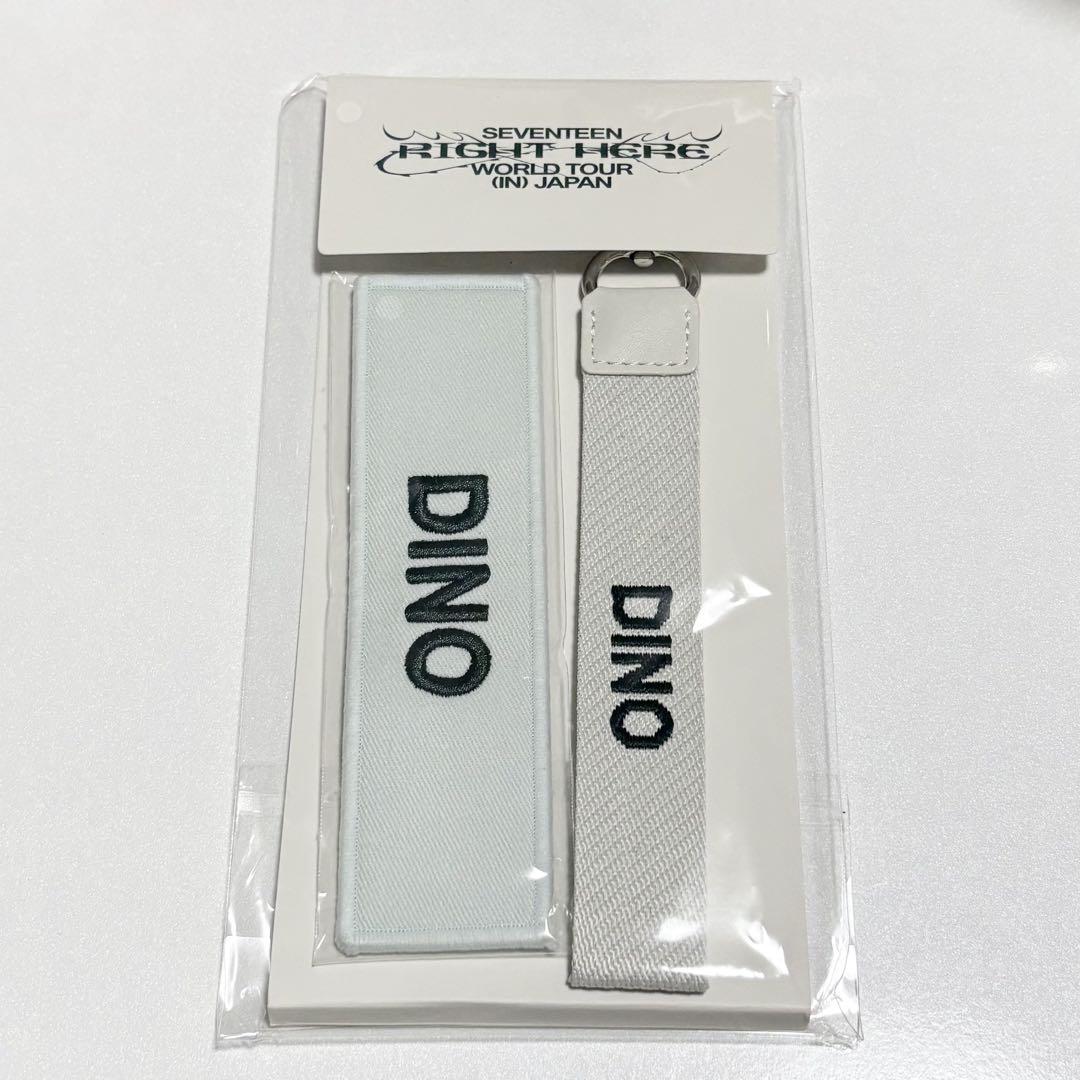 SEVENTEEN
RIGHT HERE
WORLD TOUR
(IN) JAPAN
DINO
DINO